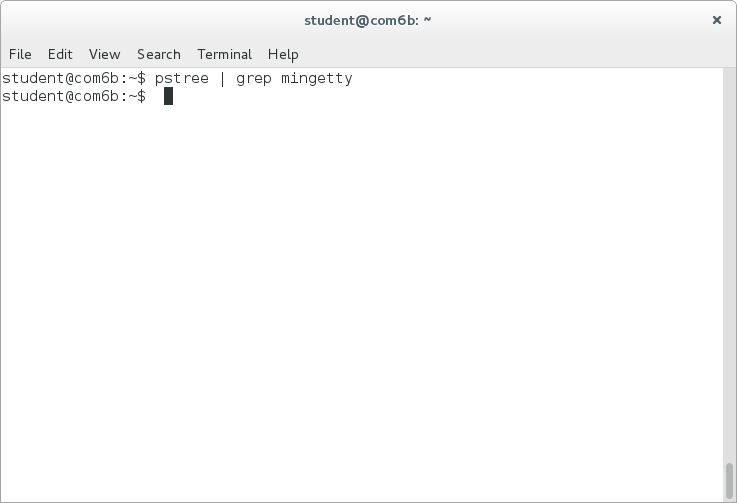 student@com6b: ~
File Edit View Search Terminal Help
student@com6b:~$ pstree | grep mingetty
student@com6b:~$